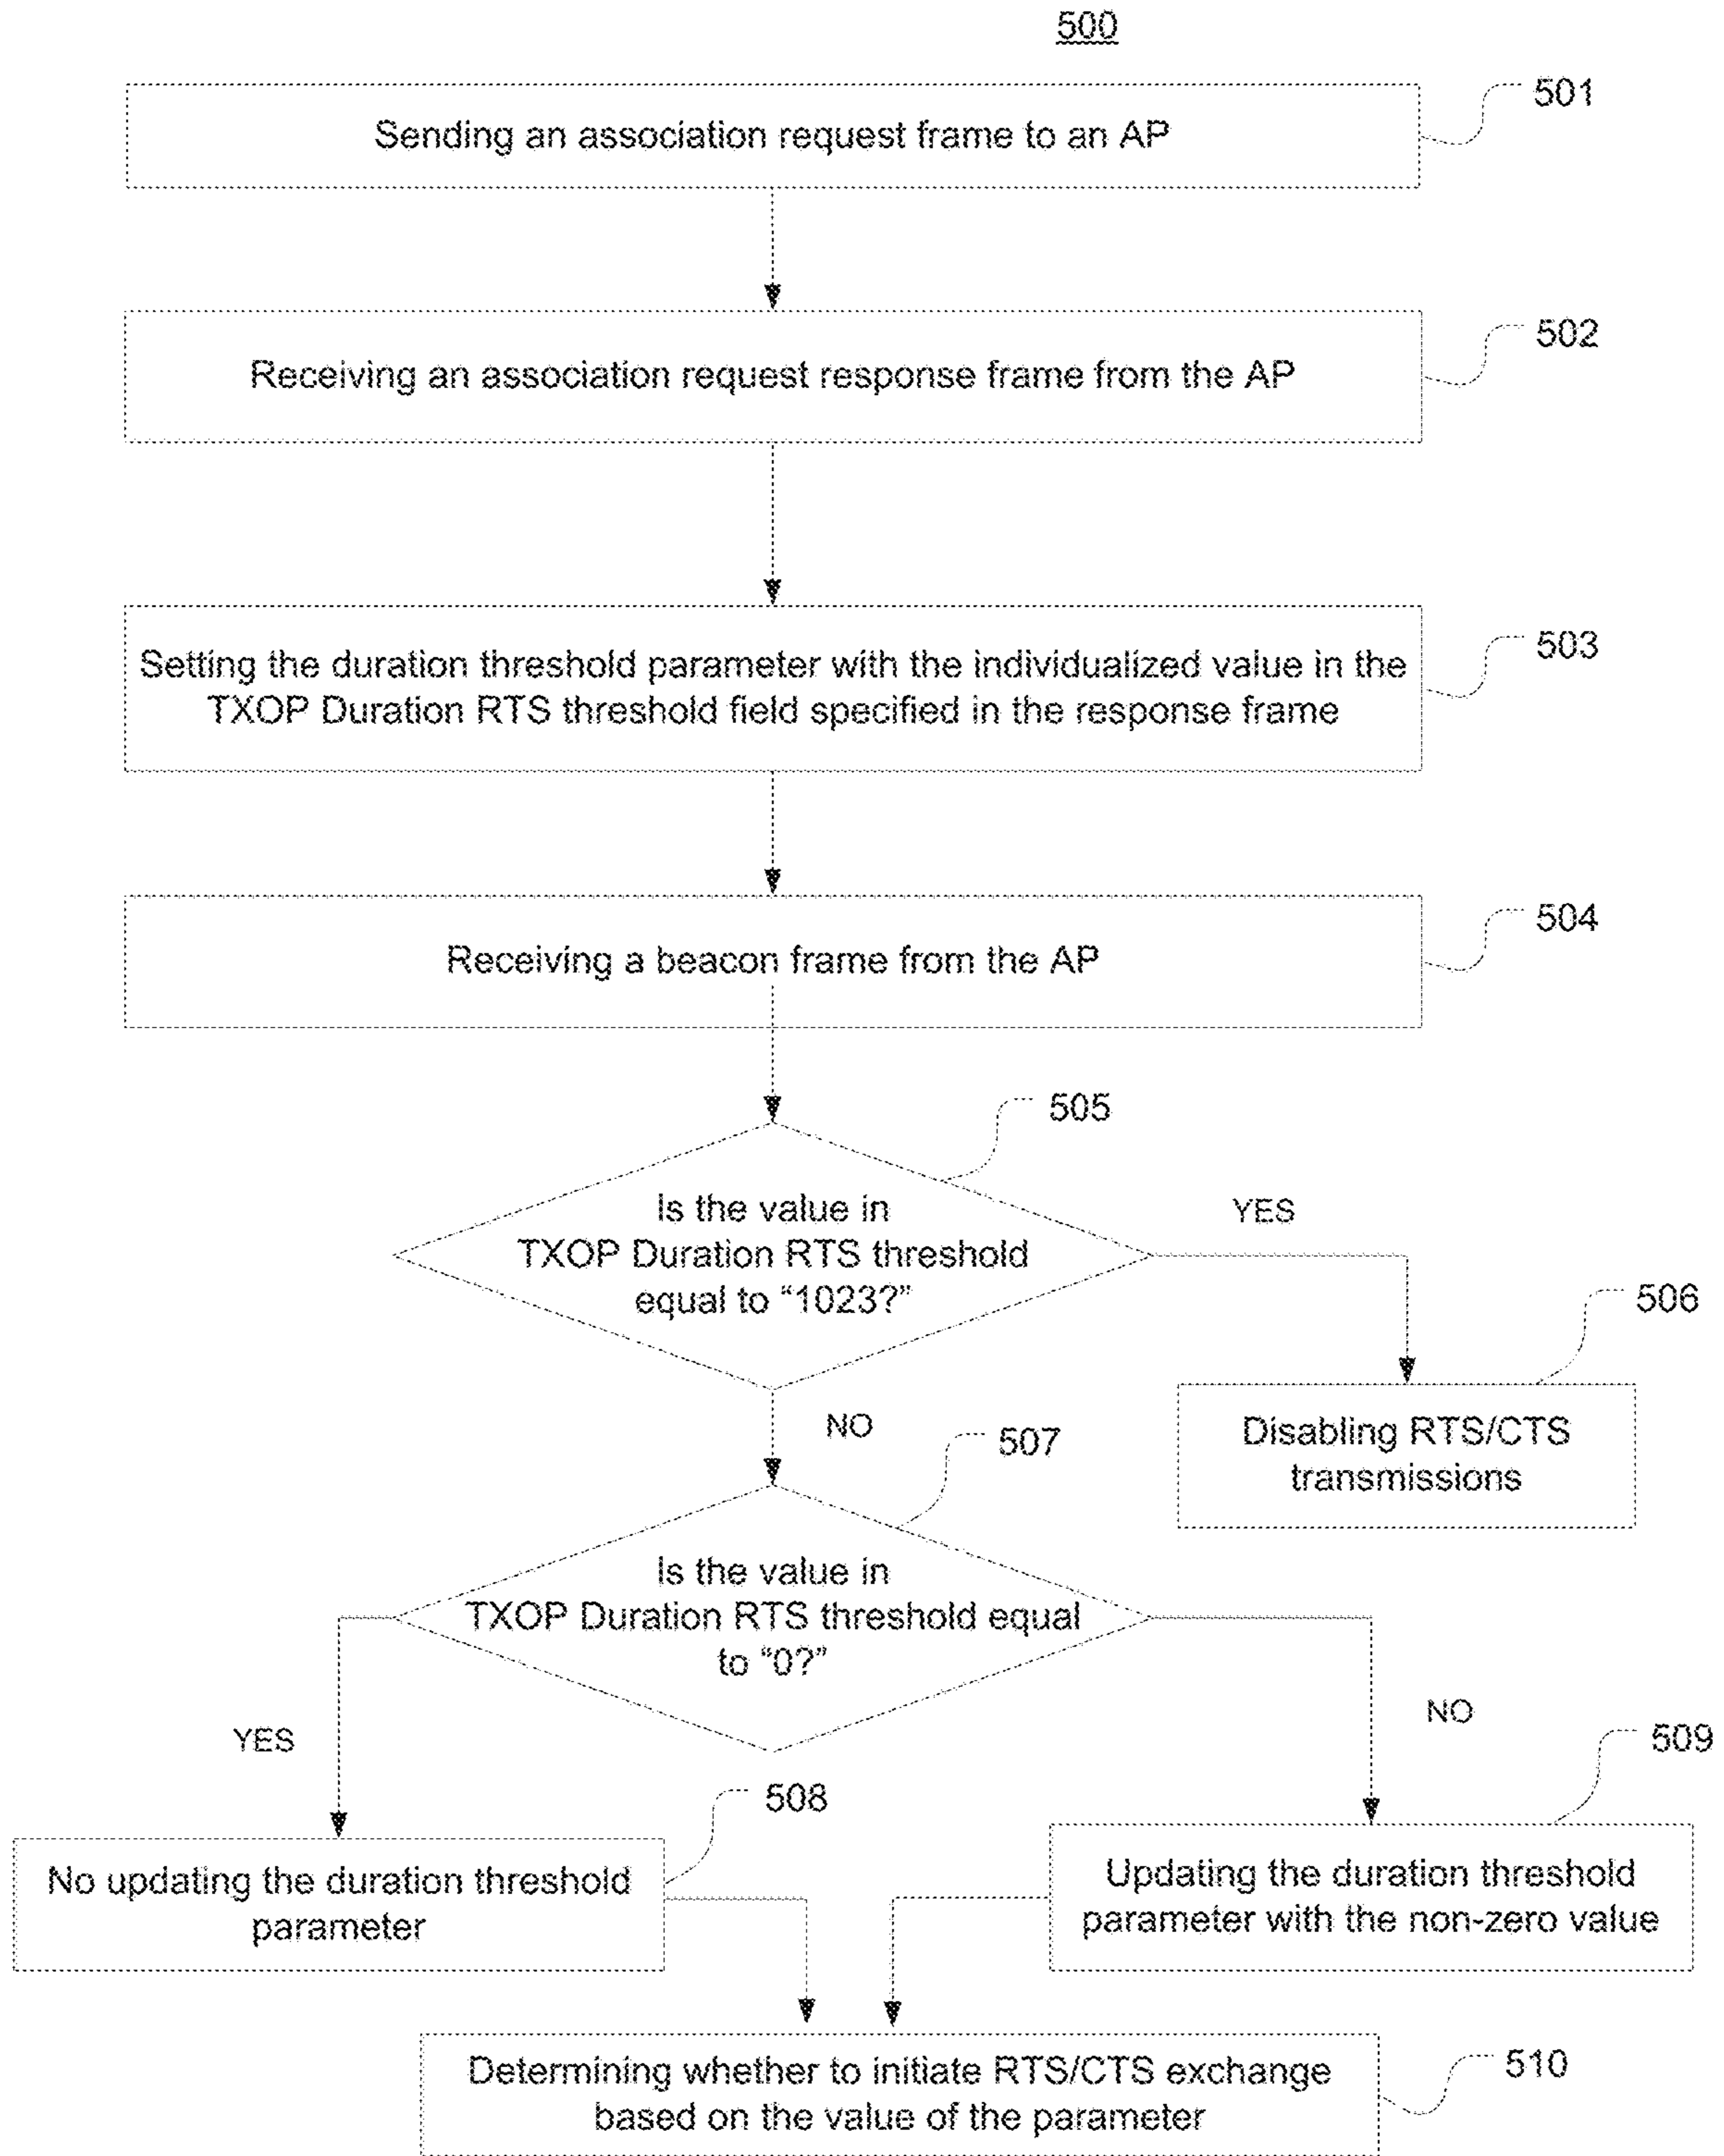 500
501
Sending an association request frame to an AP
502
Receiving an association request response frame from the AP
503
Setting the duration threshold parameter with the individualized value in the
TXOP Duration RTS threshold field specified in the response frame
504
Receiving a beacon frame from the AP
505
Is the value in
TXOP Duration RTS threshold
equal to “1023?”
YES
506
Disabling RTS/CTS
transmissions
NO
507
Is the value in
TXOP Duration RTS threshold equal
to “0?”
YES
NO
508
509
No updating the duration threshold
parameter
Updating the duration threshold
parameter with the non-zero value
510
Determining whether to initiate RTS/CTS exchange
based on the value of the parameter